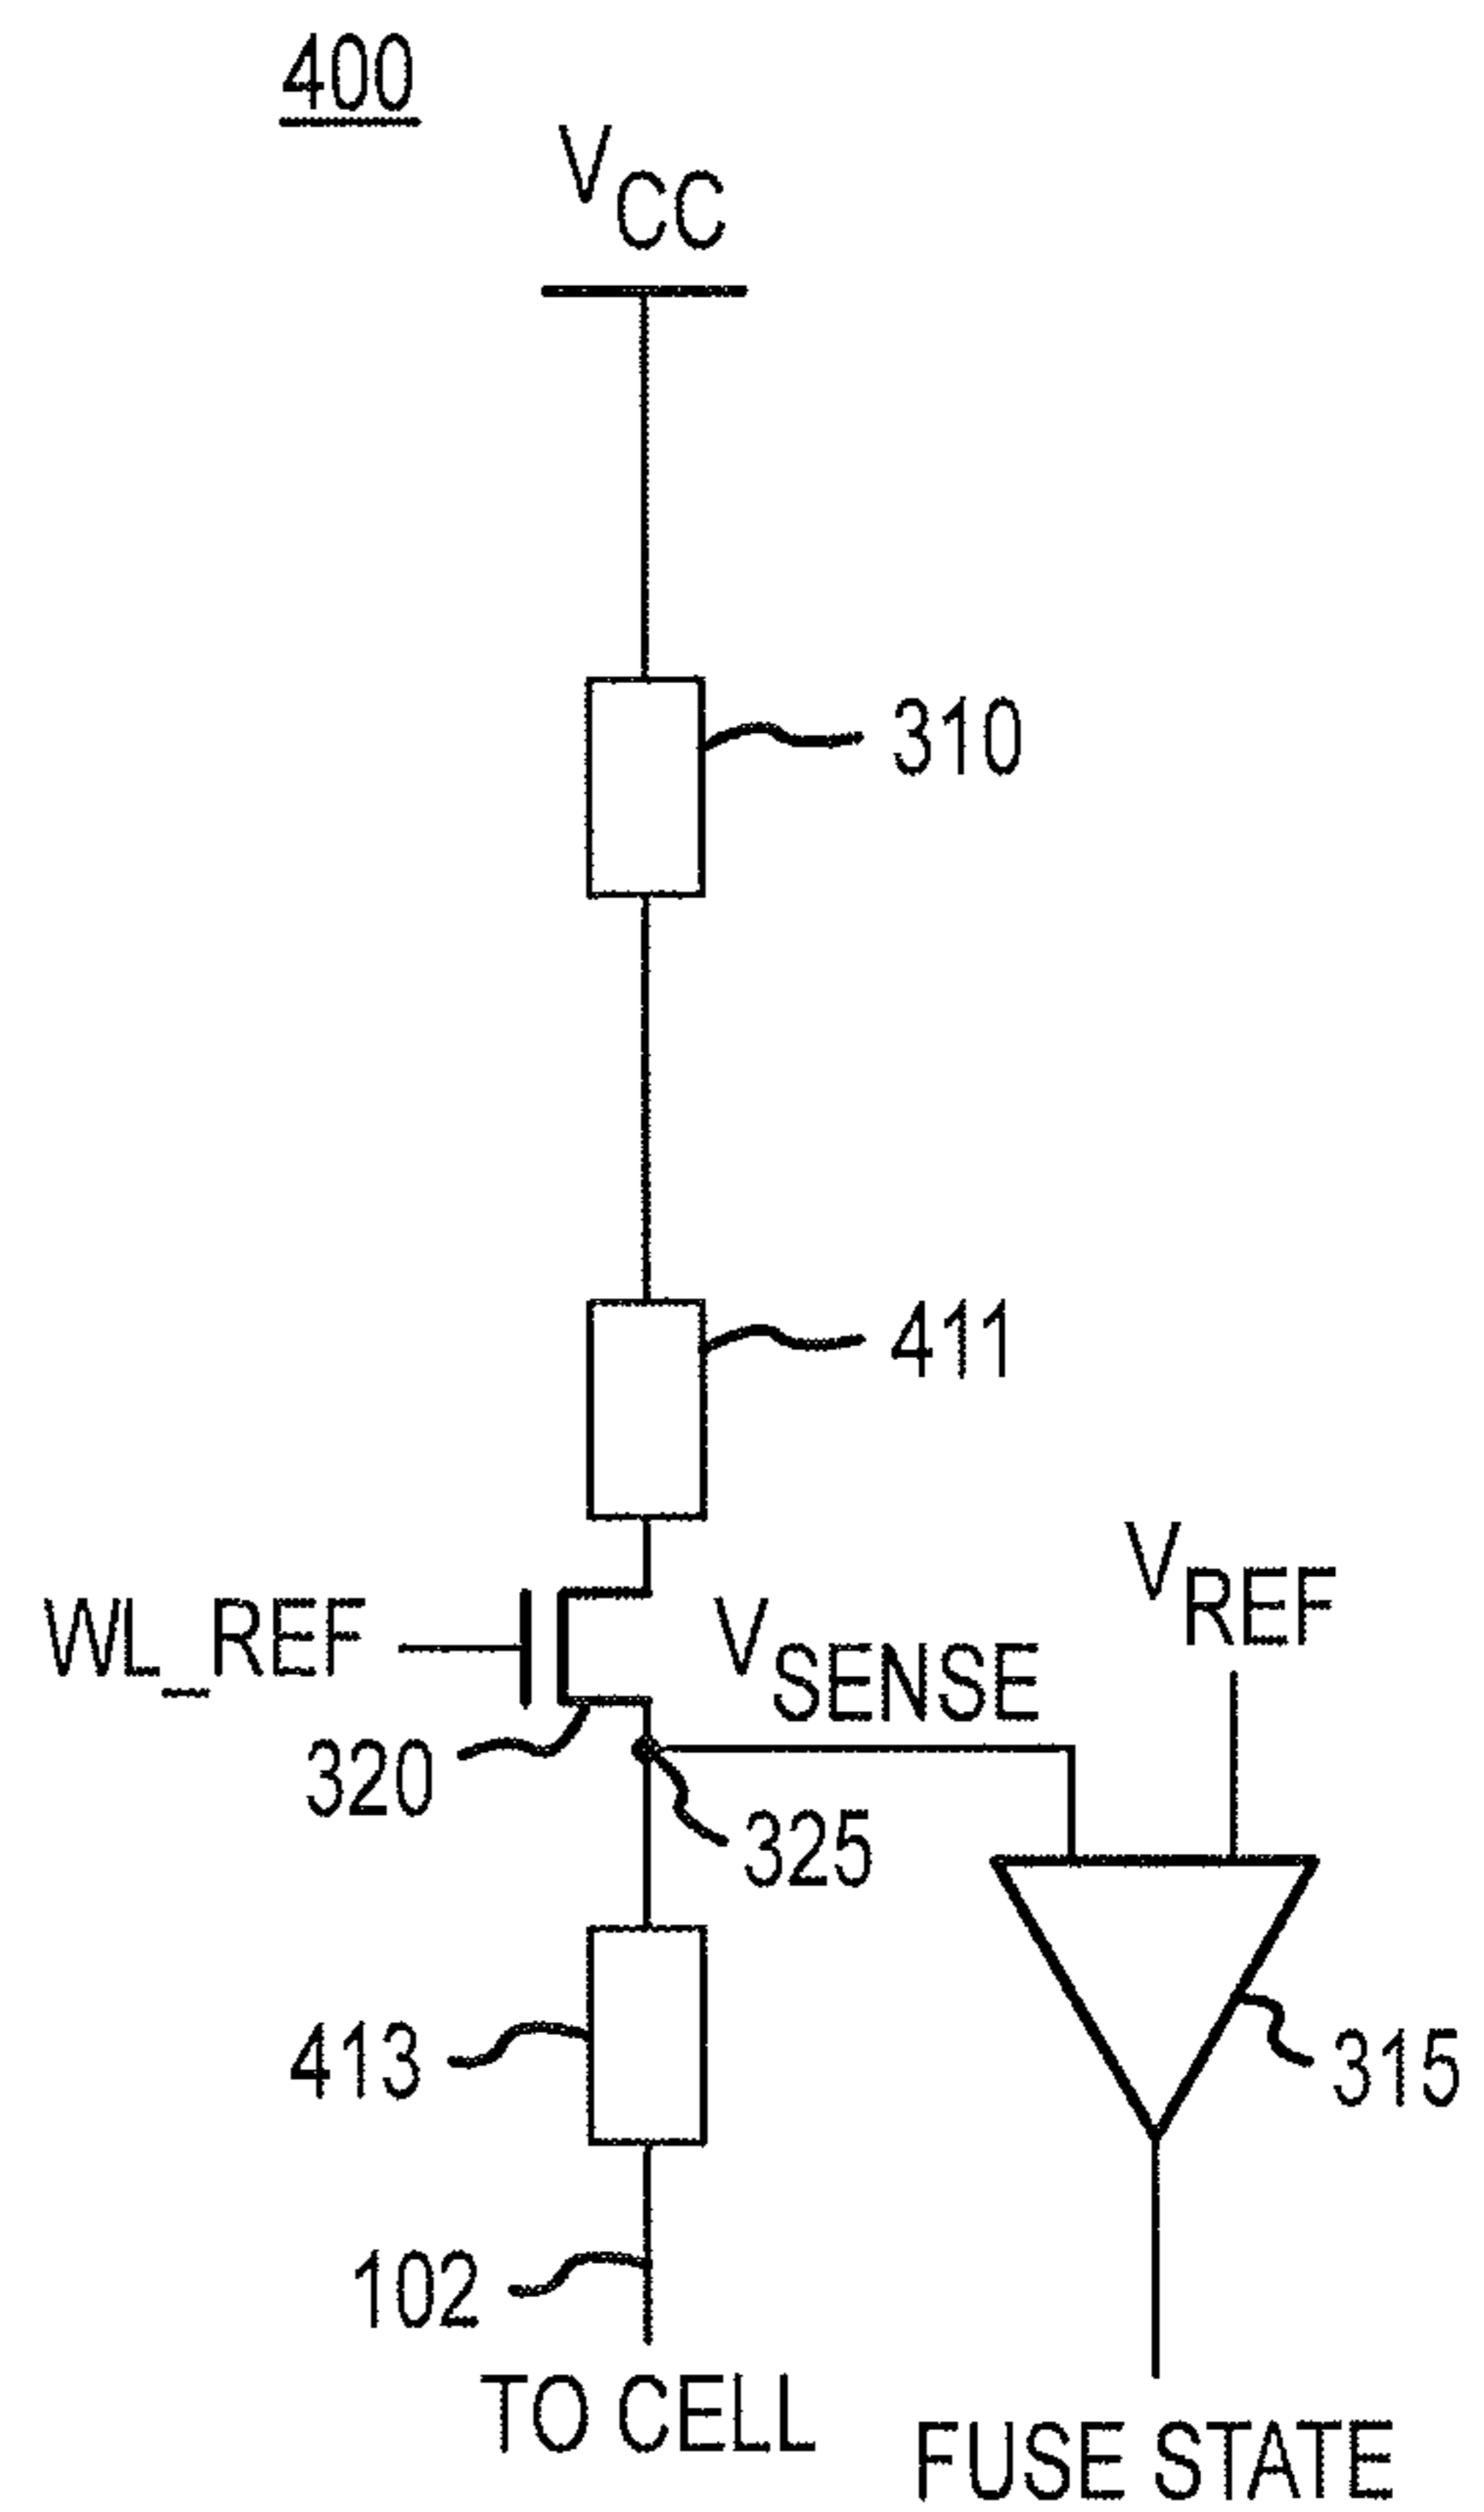 400
VCC
310
411
VREF
WL_REF
VSENSE
320
325
413
315
102
TO CELL
FUSE STATE